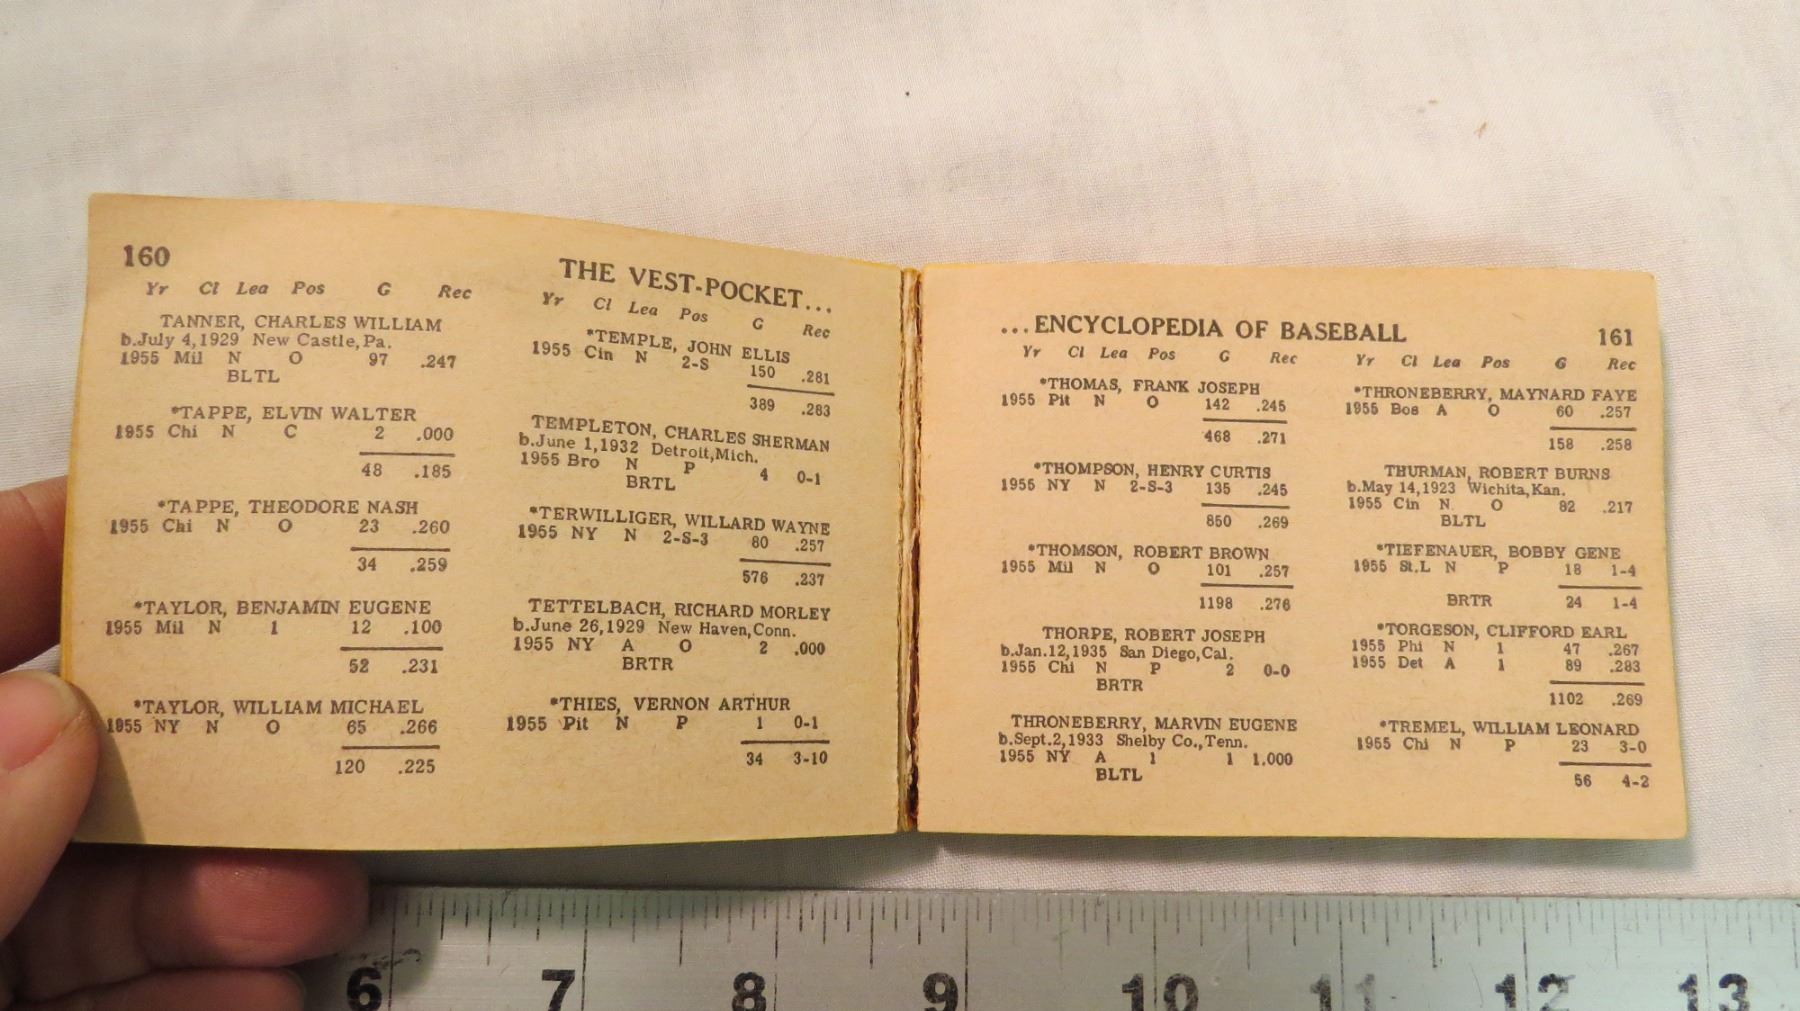 160
THE VEST-POCKET...
Yr Cl Lea Pos G Rec
TANNER, CHARLES WILLIAM
b.July 4,1929 New Castle,Pa.
1955 Mil N O 97 .247
BLTL
*TAPPE, ELVIN WALTER
1955 Chi N C 2 .000
48 .185
*TAPPE, THEODORE NASH
1955 Chi N O 23 .260
34 .259
*TAYLOR, BENJAMIN EUGENE
1955 Mil N 1 12 .100
52 .231
*TAYLOR, WILLIAM MICHAEL
1955 NY N O 65 .266
120 .225
Yr Cl Lea Pos G Rec
*TEMPLE, JOHN ELLIS
1955 Cin N 2-S 150 .281
389 .283
TEMPLETON, CHARLES SHERMAN
b.June 1,1932 Detroit,Mich.
1955 Bro N P 4 0-1
BRTL
*TERWILLIGER, WILLARD WAYNE
1955 NY N 2-S-3 80 .257
576 .237
TETTELBACH, RICHARD MORLEY
b.June 26,1929 New Haven,Conn.
1955 NY A O 2 .000
BRTR
*THIES, VERNON ARTHUR
1955 Pit N P 1 0-1
34 3-10
...ENCYCLOPEDIA OF BASEBALL
161
Yr Cl Lea Pos G Rec
*THOMAS, FRANK JOSEPH
1955 Pit N O 142 .245
468 .271
*THOMPSON, HENRY CURTIS
1955 NY N 2-S-3 135 .245
850 .269
*THOMSON, ROBERT BROWN
1955 Mil N O 101 .257
1198 .276
THORPE, ROBERT JOSEPH
b.Jan.12,1935 San Diego,Cal.
1955 Chi N P 2 0-0
BRTR
THRONEBERRY, MARVIN EUGENE
b.Sept.2,1933 Shelby Co.,Tenn.
1955 NY A 1 1 1.000
BLTL
Yr Cl Lea Pos G Rec
*THRONEBERRY, MAYNARD FAYE
1955 Bos A O 60 .257
158 .258
THURMAN, ROBERT BURNS
b.May 14,1923 Wichita,Kan.
1955 Cin N O 82 .217
BLTL
*TIEFENAUER, BOBBY GENE
1955 St.L N P 18 1-4
BRTR 24 1-4
*TORGESON, CLIFFORD EARL
1955 Phi N 1 47 .267
1955 Det A 1 89 .283
1102 .269
*TREMEL, WILLIAM LEONARD
1955 Chi N P 23 3-0
56 4-2
6 7 8 9 10 11 12 13